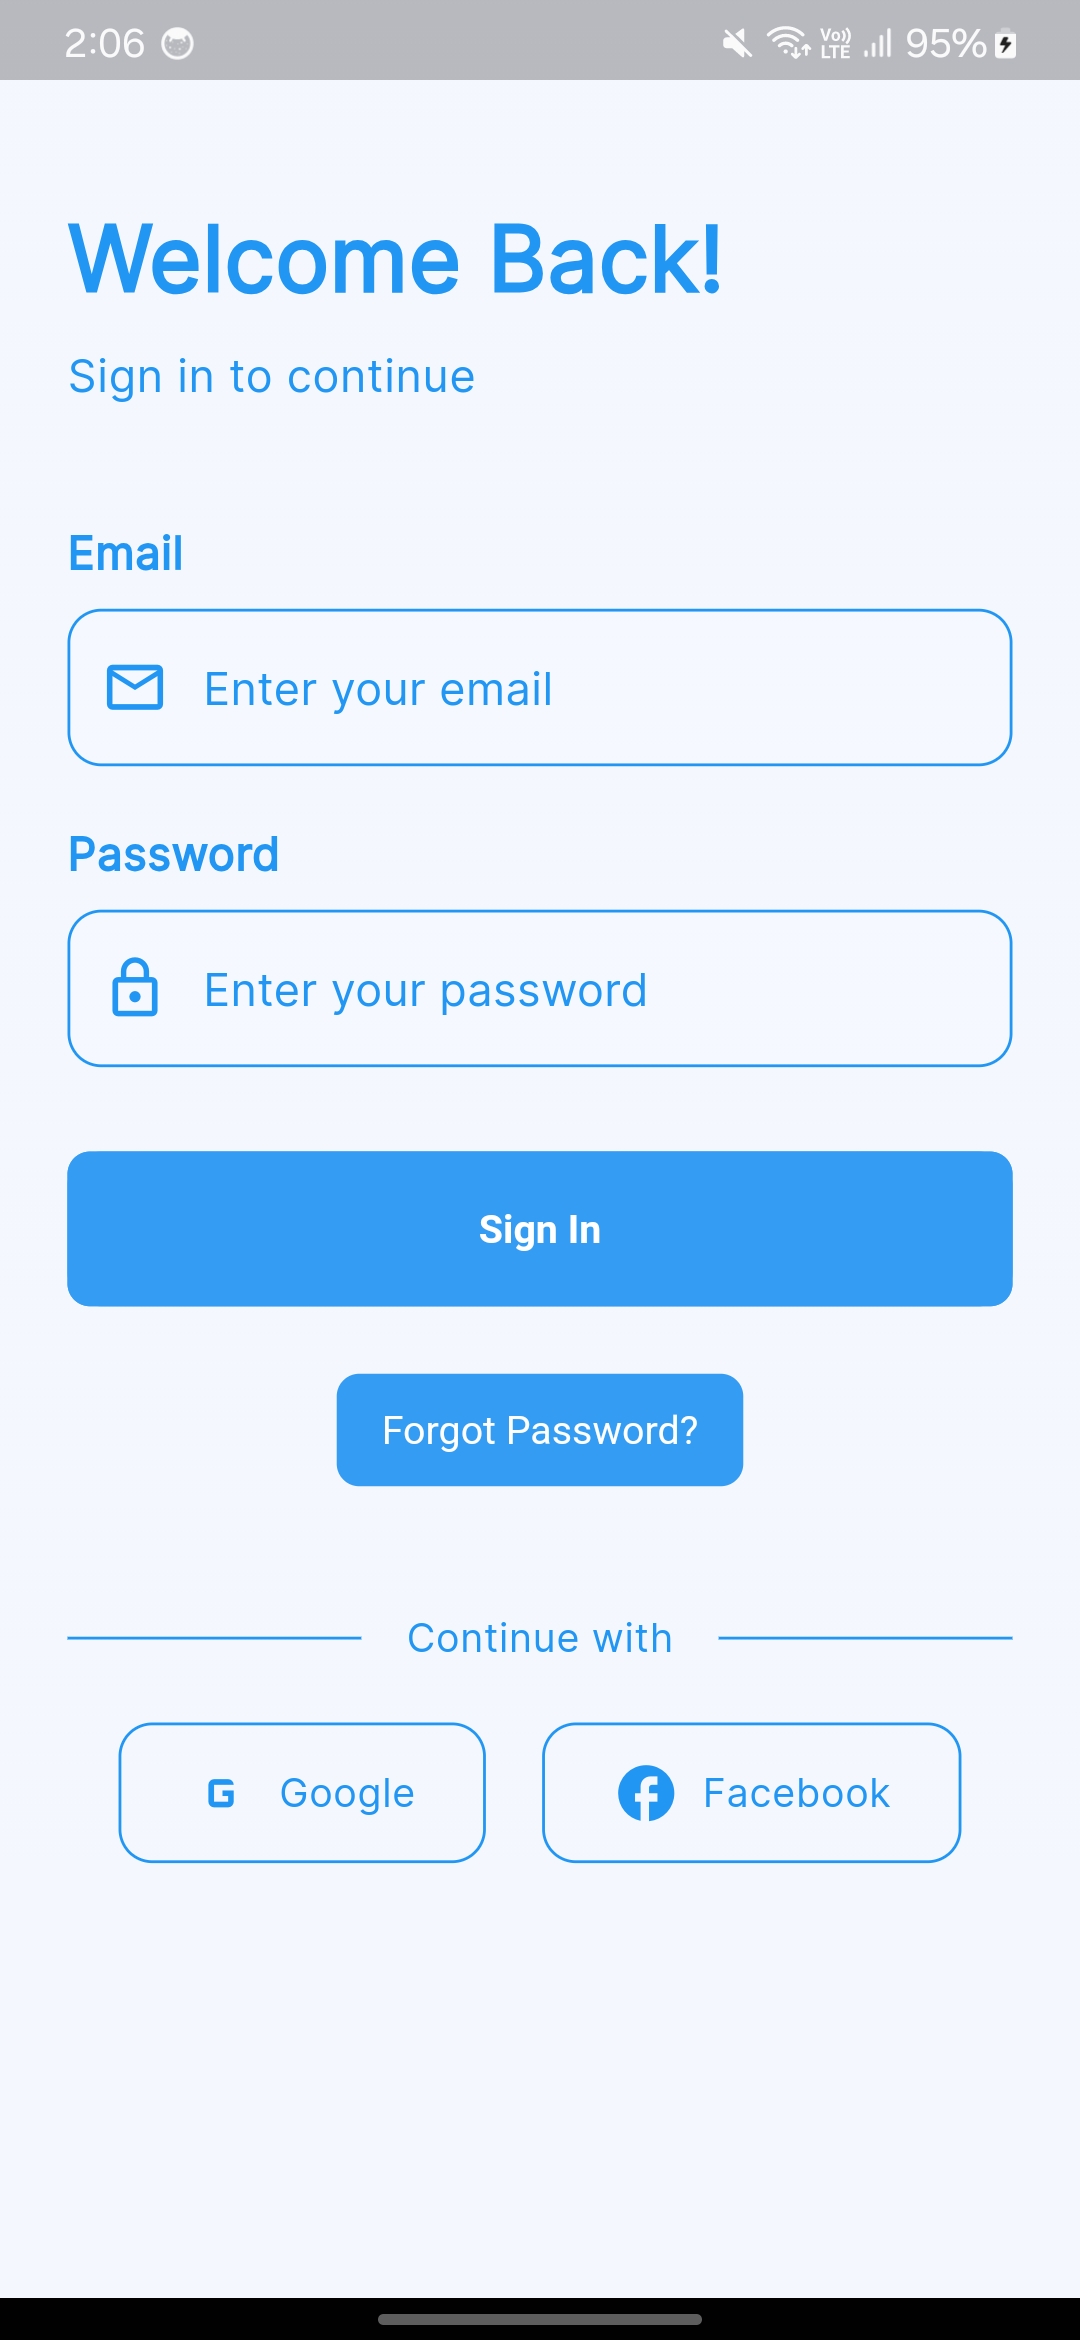 2:06 Vo)) LTE 95%
Welcome Back!
Sign in to continue
Email
Enter your email
Password
Enter your password
Sign In
Forgot Password?
Continue with
G Google Facebook